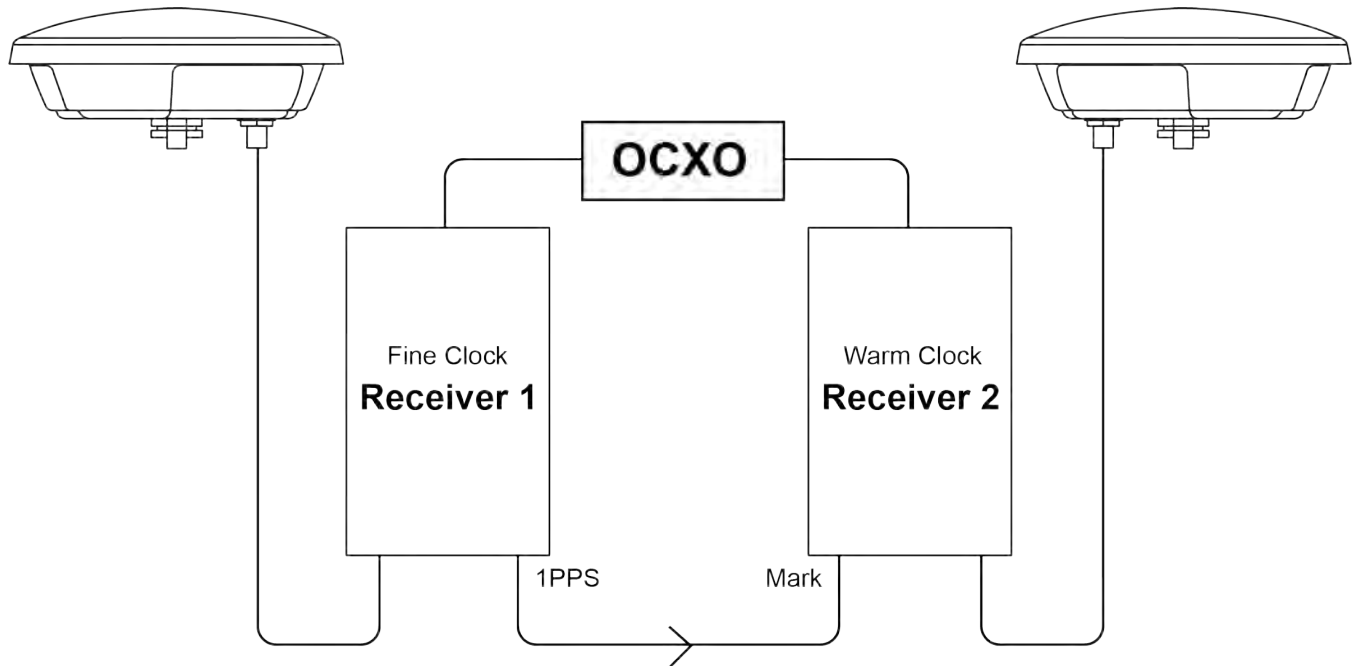 OCXO
Fine Clock
Receiver 1
Warm Clock
Receiver 2
1PPS
Mark